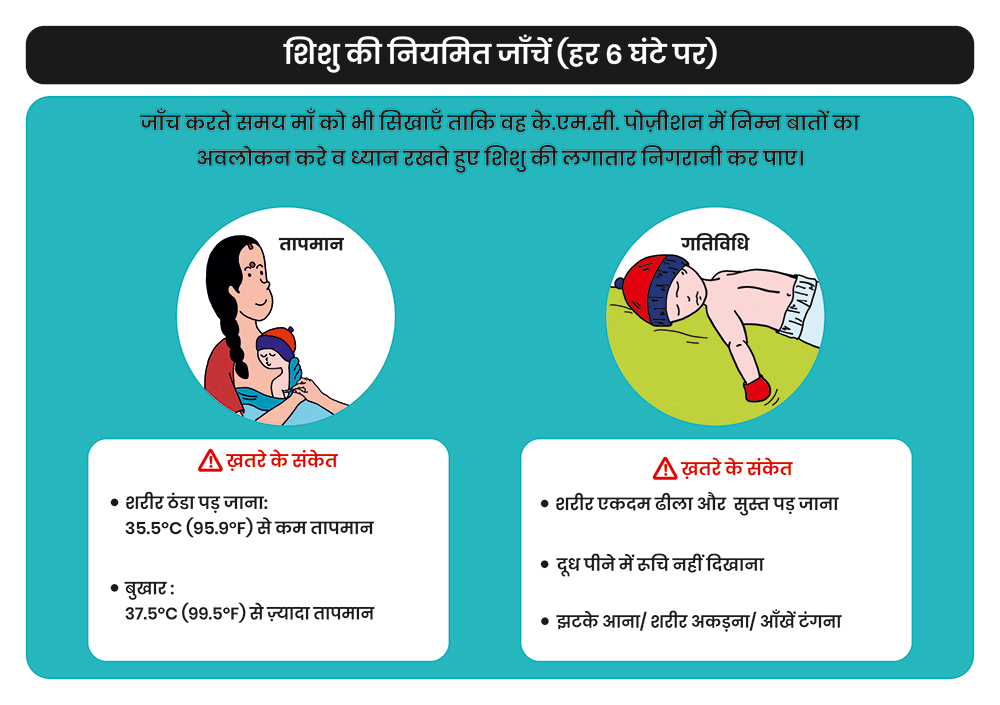 शिशु की नियमित जाँचें (हर 6 घंटे पर)
जाँच करते समय माँ को भी सिखाएँ ताकि वह के.एम.सी. पोज़ीशन में निम्न बातों का
अवलोकन करे व ध्यान रखते हुए शिशु की लगातार निगरानी कर पाए।
तापमान
ख़तरे के संकेत
• शरीर ठंडा पड़ जाना:
35.5°C (95.9°F) से कम तापमान
• बुखार :
37.5°C (99.5°F) से ज़्यादा तापमान
गतिविधि
ख़तरे के संकेत
• शरीर एकदम ढीला और सुस्त पड़ जाना
• दूध पीने में रूचि नहीं दिखाना
• झटके आना/ शरीर अकड़ना/ आँखें टंगना